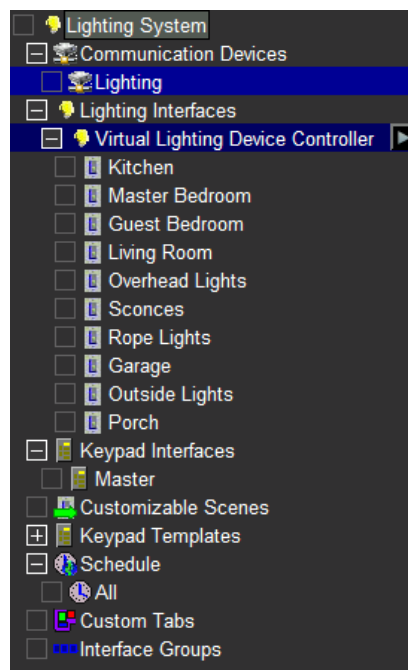 Lighting System
Communication Devices
Lighting
Lighting Interfaces
Virtual Lighting Device Controller
Kitchen
Master Bedroom
Guest Bedroom
Living Room
Overhead Lights
Sconces
Rope Lights
Garage
Outside Lights
Porch
Keypad Interfaces
Master
Customizable Scenes
Keypad Templates
Schedule
All
Custom Tabs
Interface Groups